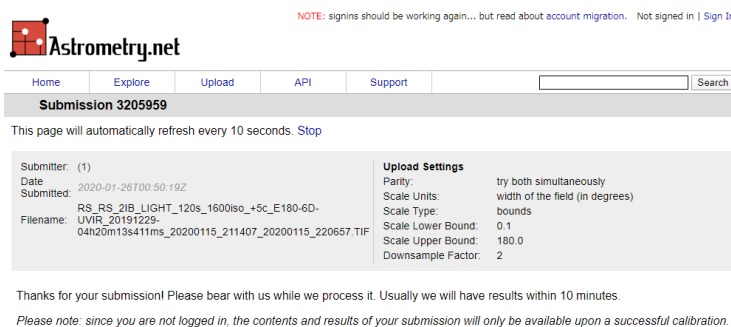 NOTE: signins should be working again... but read about account migration. Not signed in | Sign In
Astrometry.net
Home Explore Upload API Support Search
Submission 3205959
This page will automatically refresh every 10 seconds. Stop
Submitter: (1)
Date Submitted: 2020-01-26T00:50:19Z
Filename: RS_RS_2IB_LIGHT_120s_1600iso_+5c_E180-6D-
UVIR_20191229-
04h20m13s411ms_20200115_211407_20200115_220657.TIF
Upload Settings
Parity: try both simultaneously
Scale Units: width of the field (in degrees)
Scale Type: bounds
Scale Lower Bound: 0.1
Scale Upper Bound: 180.0
Downsample Factor: 2
Thanks for your submission! Please bear with us while we process it. Usually we will have results within 10 minutes.
Please note: since you are not logged in, the contents and results of your submission will only be available upon a successful calibration.